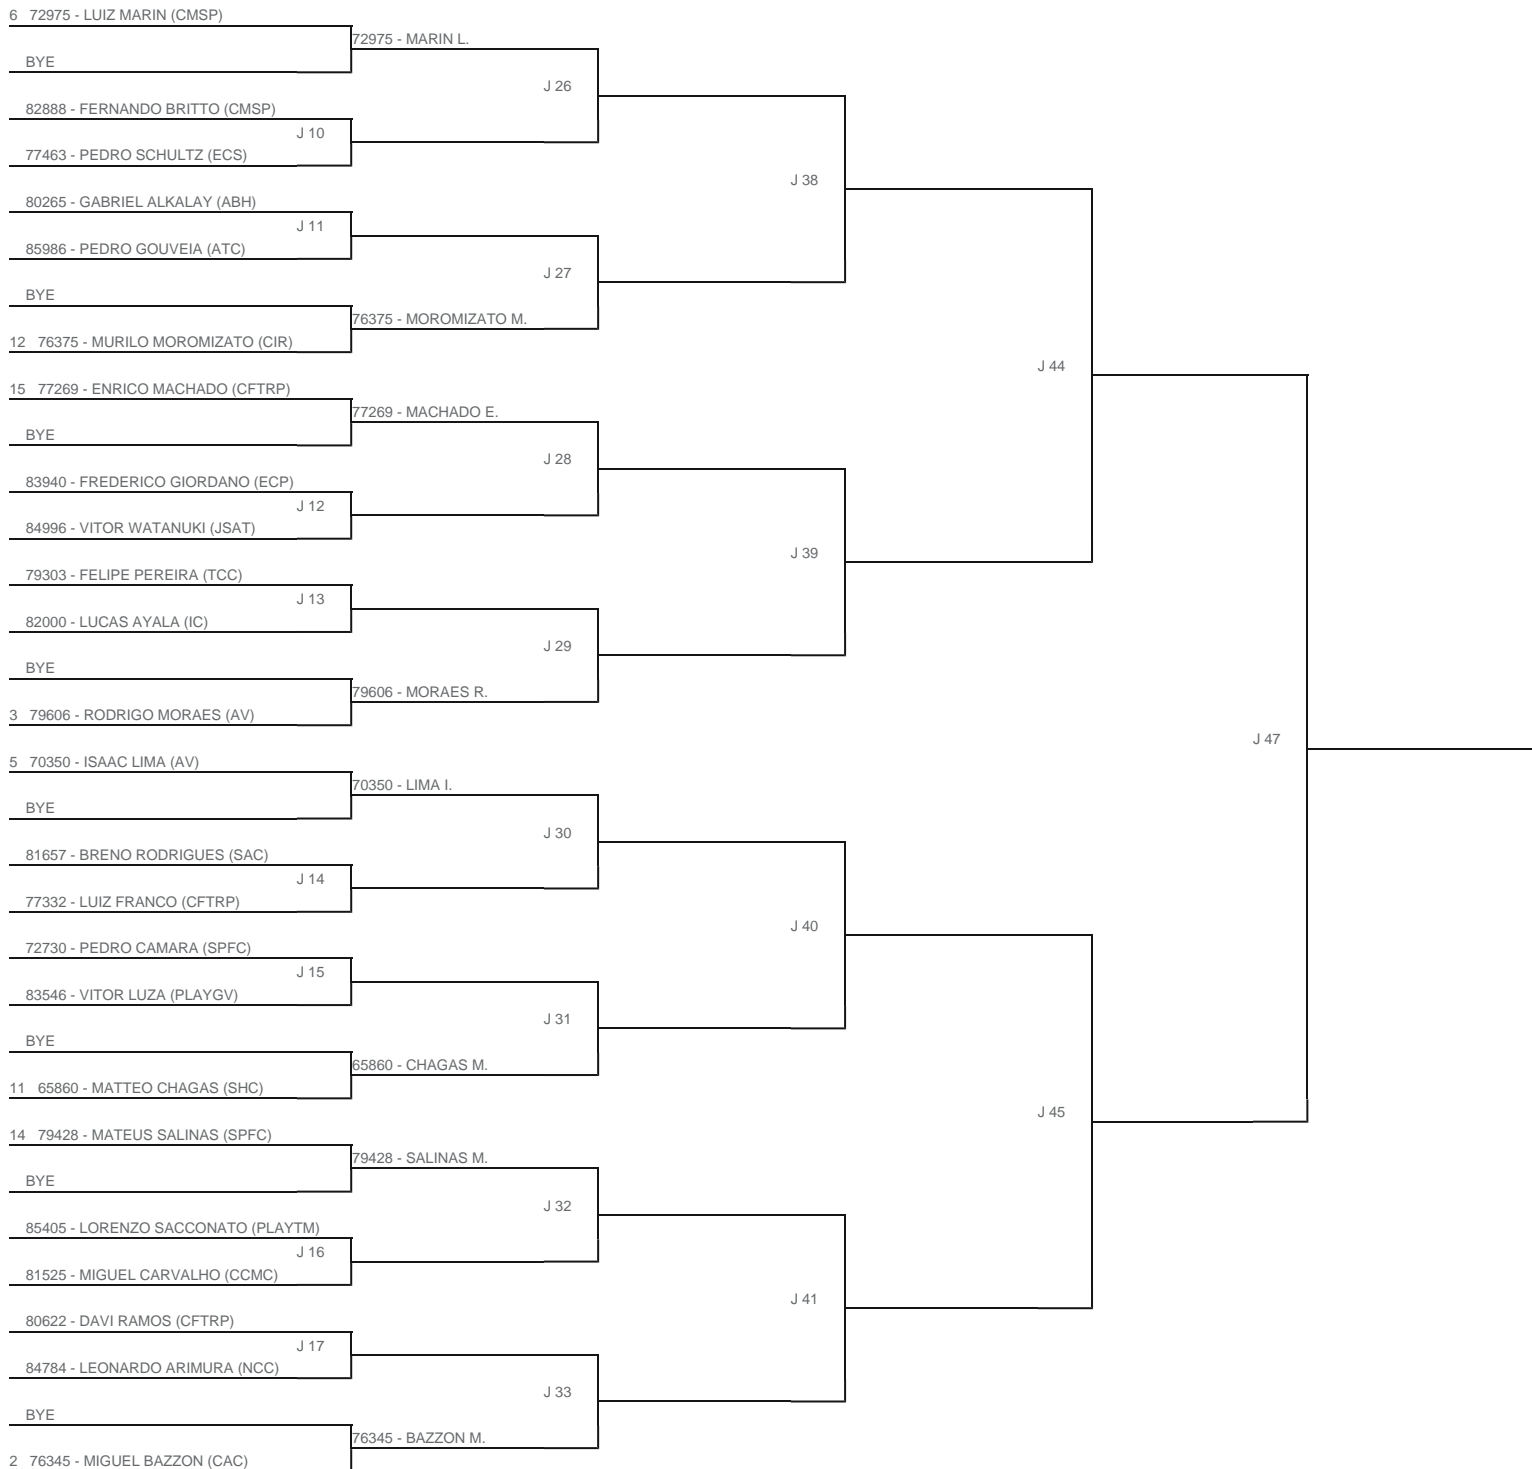 6 72975 - LUIZ MARIN (CMSP)
72975 - MARIN L.
BYE
J 26
82888 - FERNANDO BRITTO (CMSP)
J 10
77463 - PEDRO SCHULTZ (ECS)
J 38
80265 - GABRIEL ALKALAY (ABH)
J 11
85986 - PEDRO GOUVEIA (ATC)
J 27
BYE
76375 - MOROMIZATO M.
12 76375 - MURILO MOROMIZATO (CIR)
J 44
15 77269 - ENRICO MACHADO (CFTRP)
77269 - MACHADO E.
BYE
J 28
83940 - FREDERICO GIORDANO (ECP)
J 12
84996 - VITOR WATANUKI (JSAT)
J 39
79303 - FELIPE PEREIRA (TCC)
J 13
82000 - LUCAS AYALA (IC)
J 29
BYE
79606 - MORAES R.
3 79606 - RODRIGO MORAES (AV)
J 47
5 70350 - ISAAC LIMA (AV)
70350 - LIMA I.
BYE
J 30
81657 - BRENO RODRIGUES (SAC)
J 14
77332 - LUIZ FRANCO (CFTRP)
J 40
72730 - PEDRO CAMARA (SPFC)
J 15
83546 - VITOR LUZA (PLAYGV)
J 31
BYE
65860 - CHAGAS M.
11 65860 - MATTEO CHAGAS (SHC)
J 45
14 79428 - MATEUS SALINAS (SPFC)
79428 - SALINAS M.
BYE
J 32
85405 - LORENZO SACCONATO (PLAYTM)
J 16
81525 - MIGUEL CARVALHO (CCMC)
J 41
80622 - DAVI RAMOS (CFTRP)
J 17
84784 - LEONARDO ARIMURA (NCC)
J 33
BYE
76345 - BAZZON M.
2 76345 - MIGUEL BAZZON (CAC)